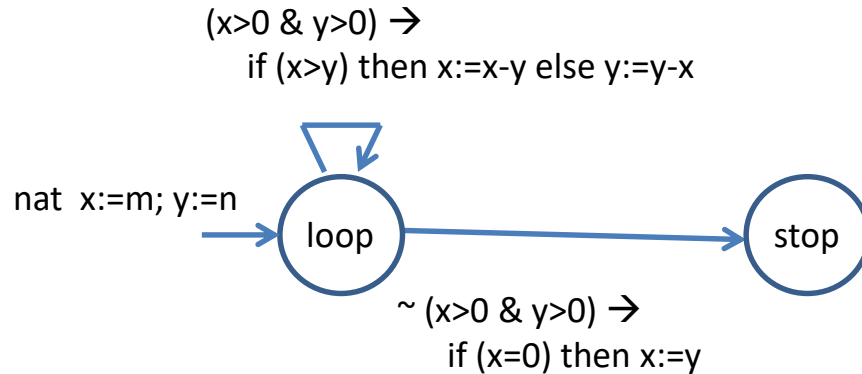 (x>0 & y>0) →
if (x>y) then x:=x-y else y:=y-x
nat x:=m; y:=n
loop
stop
~ (x>0 & y>0) →
if (x=0) then x:=y